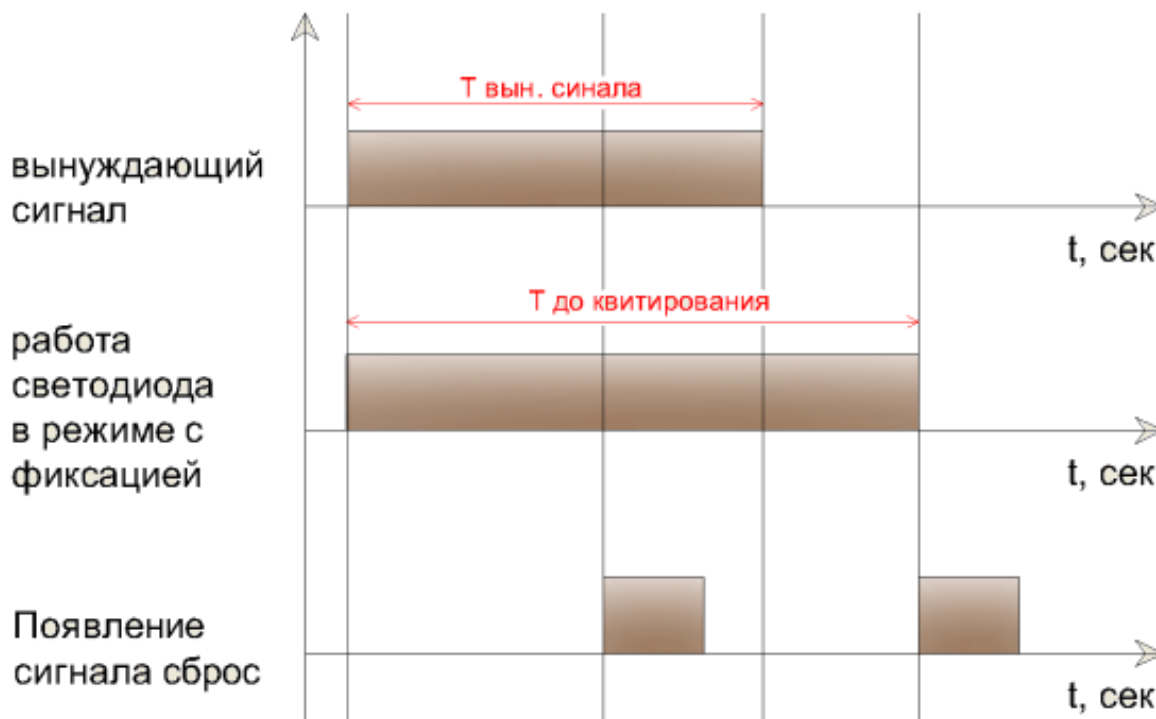 Т вын. синала
вынуждающий
сигнал
t, сек
Т до квитирования
работа
светодиода
в режиме с
фиксацией
t, сек
Появление
сигнала сброс
t, сек